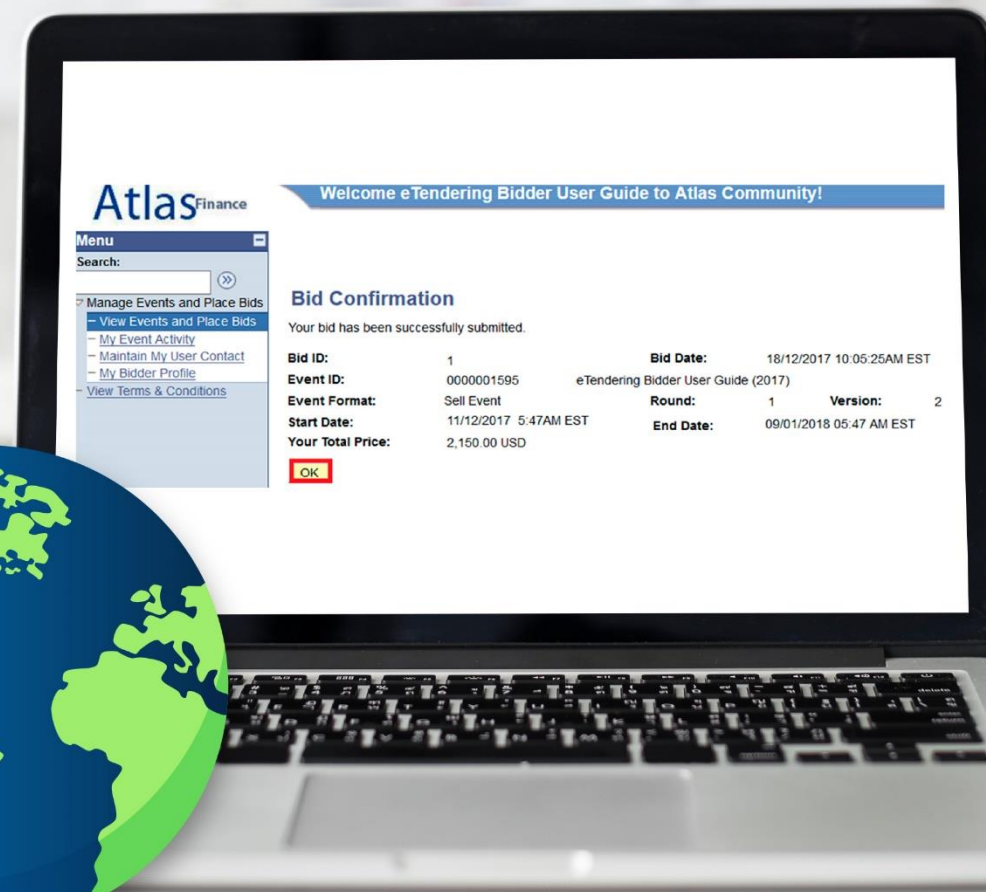 Atlas Finance
Welcome eTendering Bidder User Guide to Atlas Community!
Menu
Search:
Manage Events and Place Bids
– View Events and Place Bids
– My Event Activity
– Maintain My User Contact
– My Bidder Profile
– View Terms & Conditions
Bid Confirmation
Your bid has been successfully submitted.
Bid ID: 1 Bid Date: 18/12/2017 10:05:25AM EST
Event ID: 0000001595 eTendering Bidder User Guide (2017)
Event Format: Sell Event Round: 1 Version: 2
Start Date: 11/12/2017 5:47AM EST End Date: 09/01/2018 05:47 AM EST
Your Total Price: 2,150.00 USD
OK
delete